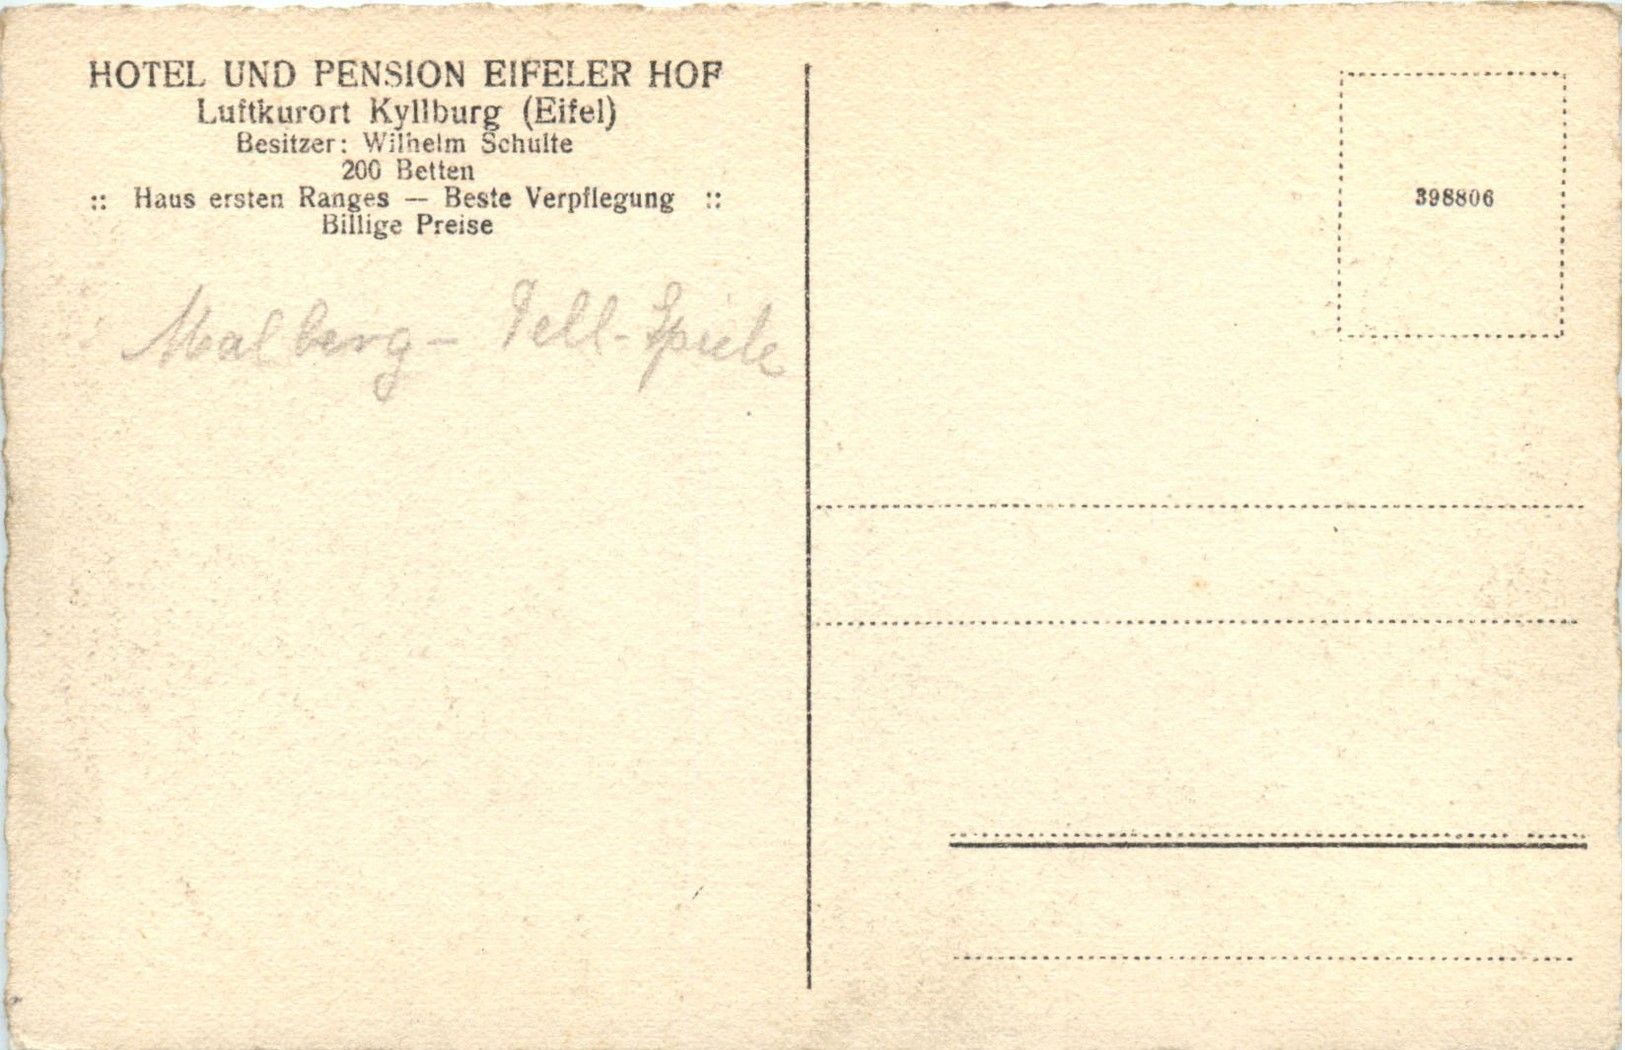 HOTEL UND PENSION EIFELER HOF
Luftkurort Kyllburg (Eifel)
Besitzer: Wilhelm Schulte
200 Betten
:: Haus ersten Ranges — Beste Verpflegung ::
Billige Preise
Malberg - Tell-Spiele
398806